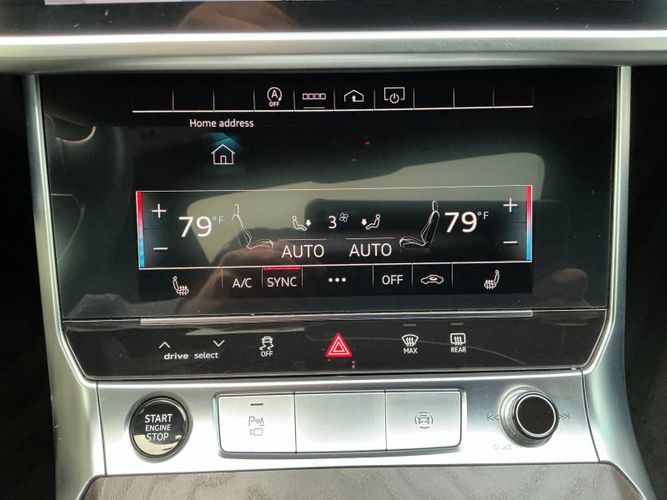 A
OFF
Home address
+ 79°F 3 79°F +
− AUTO AUTO −
A/C SYNC ••• OFF
drive select OFF MAX REAR
START
ENGINE
STOP
P